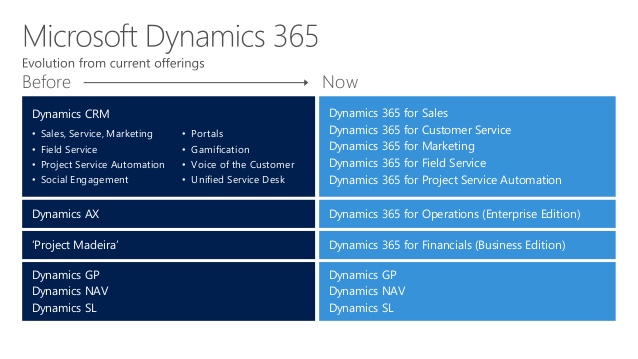 Microsoft Dynamics 365
Evolution from current offerings
Before
Now
Dynamics CRM
• Sales, Service, Marketing
• Field Service
• Project Service Automation
• Social Engagement
• Portals
• Gamification
• Voice of the Customer
• Unified Service Desk
Dynamics 365 for Sales
Dynamics 365 for Customer Service
Dynamics 365 for Marketing
Dynamics 365 for Field Service
Dynamics 365 for Project Service Automation
Dynamics AX
Dynamics 365 for Operations (Enterprise Edition)
‘Project Madeira’
Dynamics 365 for Financials (Business Edition)
Dynamics GP
Dynamics NAV
Dynamics SL
Dynamics GP
Dynamics NAV
Dynamics SL